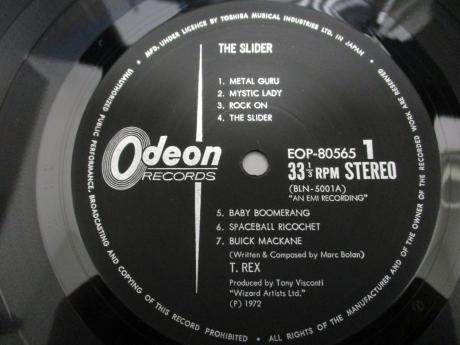 • MFD. UNDER LICENCE BY TOSHIBA MUSICAL INDUSTRIES LTD. IN JAPAN •
UNAUTHORIZED PUBLIC PERFORMANCE, BROADCASTING AND COPYING OF THIS RECORD PROHIBITED • ALL RIGHTS OF THE MANUFACTURER AND OF THE OWNER OF THE RECORDED WORK ARE RESERVED
THE SLIDER
1. METAL GURU
2. MYSTIC LADY
3. ROCK ON
4. THE SLIDER
Odeon
RECORDS
EOP-80565 1
33 1/3 RPM STEREO
(BLN-5001A)
"AN EMI RECORDING"
5. BABY BOOMERANG
6. SPACEBALL RICOCHET
7. BUICK MACKANE
(Written & Composed by Marc Bolan)
T. REX
Produced by Tony Visconti
"Wizard Artists Ltd."
(P) 1972